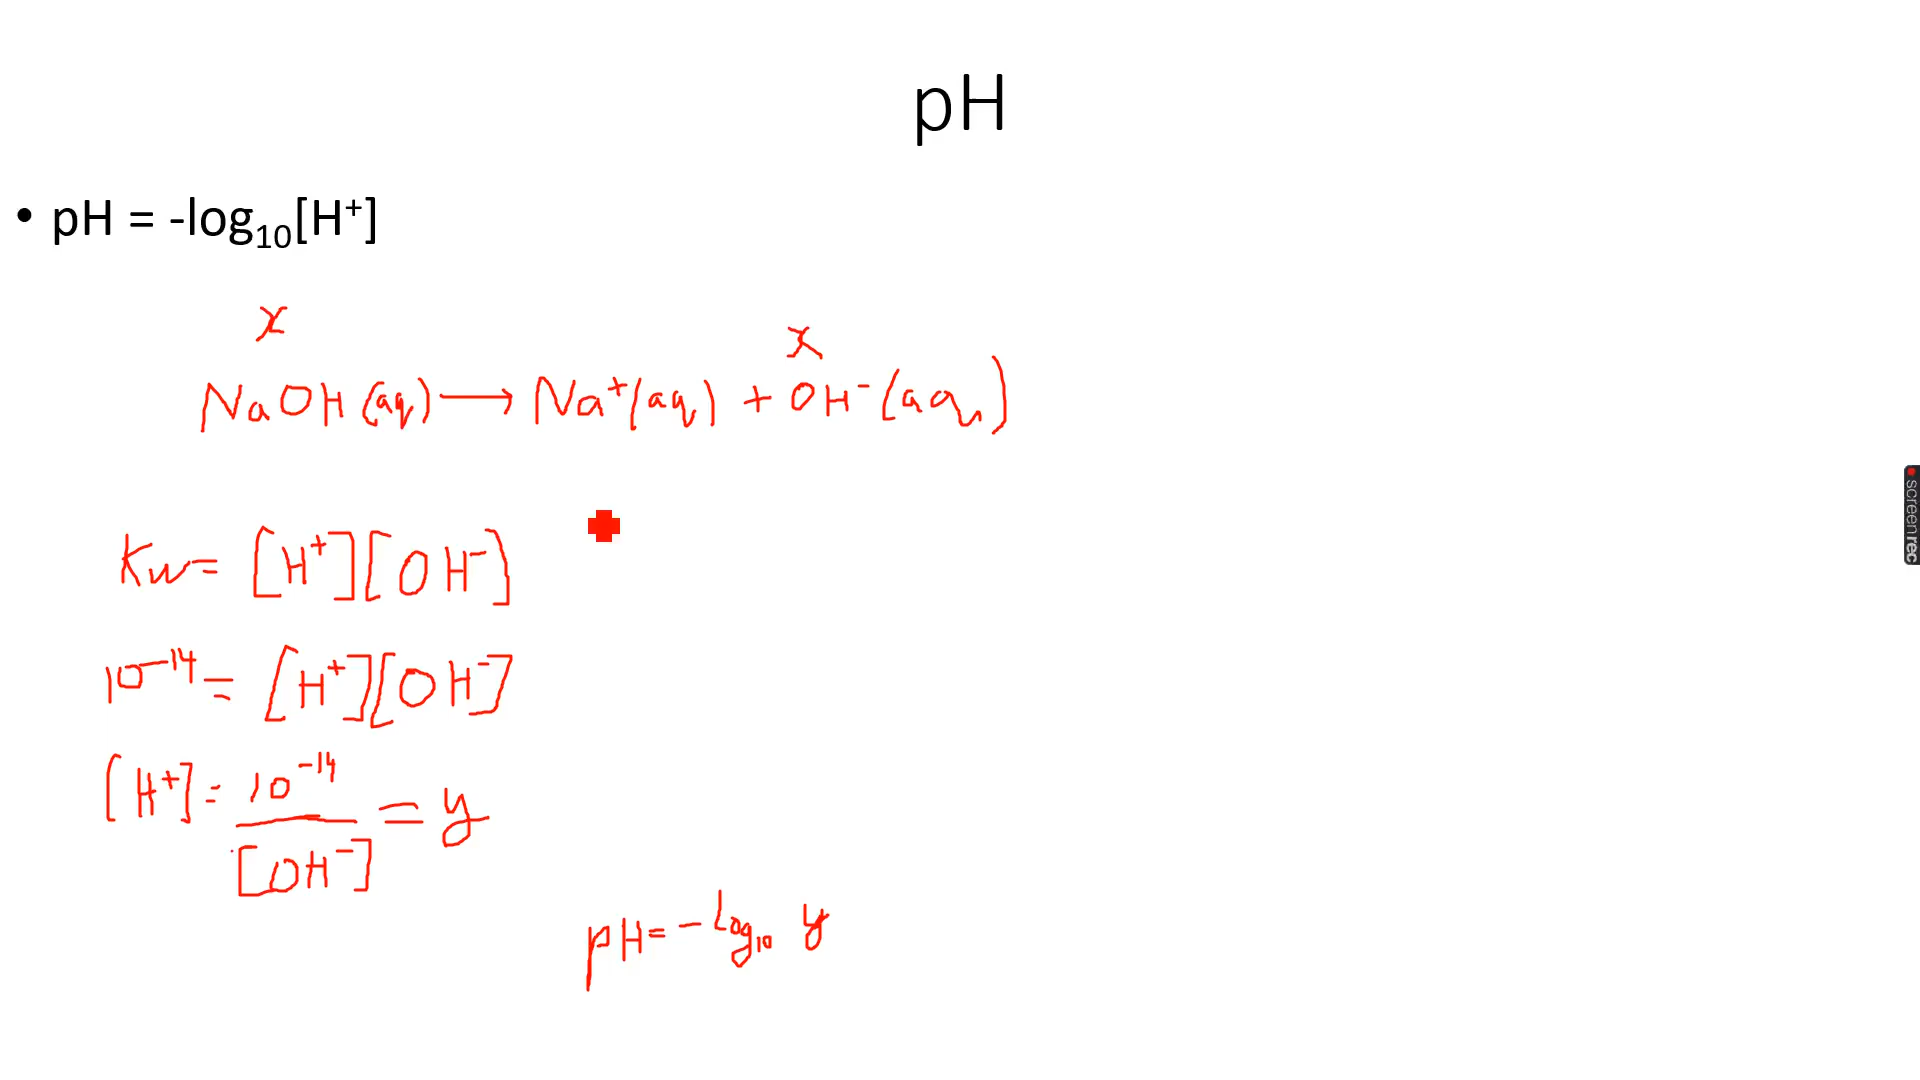 pH
• pH = -log₁₀[H⁺]
x x
NaOH (aq) → Na⁺(aq) + OH⁻(aq)
Kw = [H⁺][OH⁻]
10⁻¹⁴ = [H⁺][OH⁻]
[H⁺] = 10⁻¹⁴ / [OH⁻] = y
pH = -log₁₀ y
screenrec